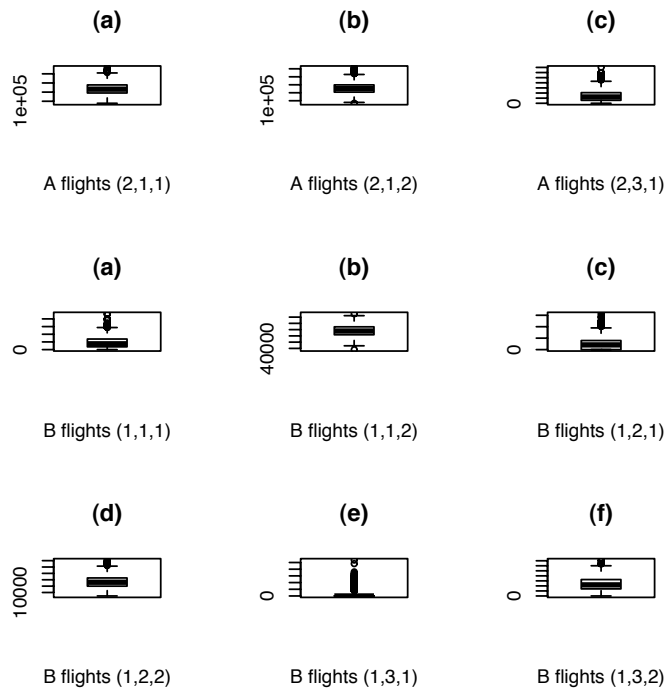 (a) (b) (c)
1e+05 1e+05 0
A flights (2,1,1) A flights (2,1,2) A flights (2,3,1)
(a) (b) (c)
0 40000 0
B flights (1,1,1) B flights (1,1,2) B flights (1,2,1)
(d) (e) (f)
10000 0 0
B flights (1,2,2) B flights (1,3,1) B flights (1,3,2)